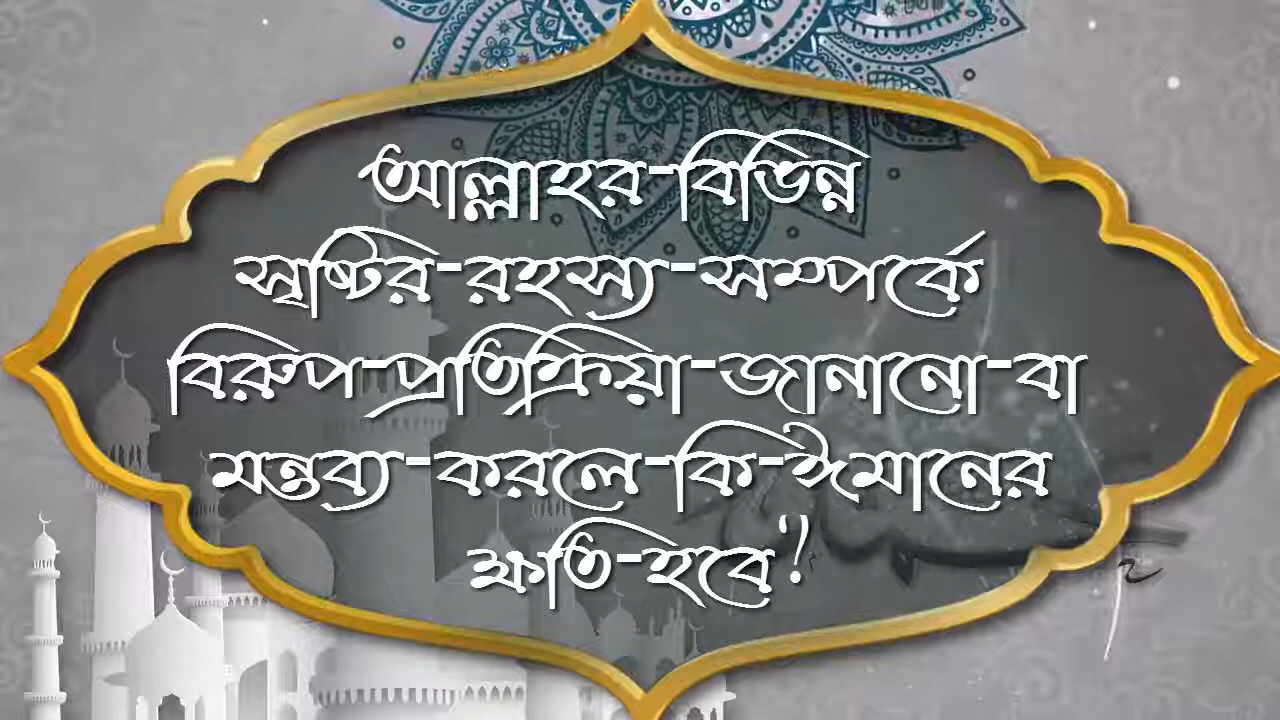 আল্লাহর-বিভিন্ন
সৃষ্টির-রহস্য-সম্পর্কে
বিরুপ-প্রতিক্রিয়া-জানানো-বা
মন্তব্য-করলে-কি-ঈমানের
ক্ষতি-হবে?